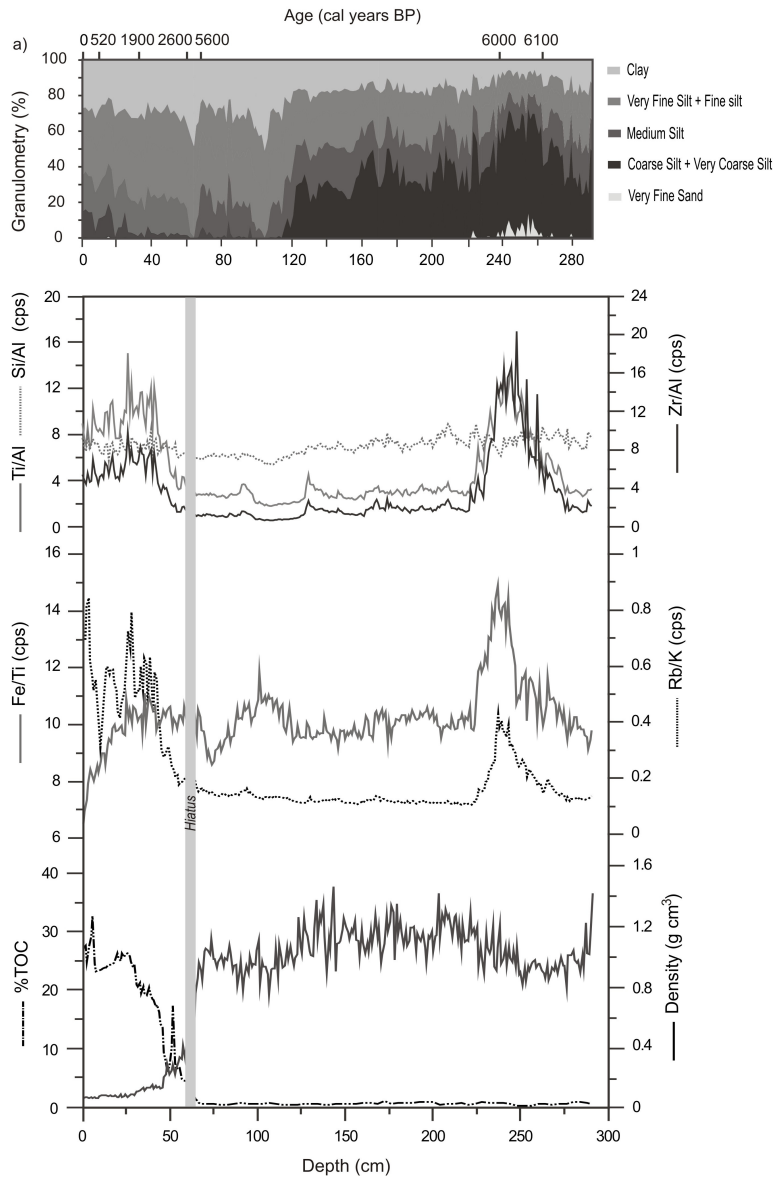 Age (cal years BP)
a)
0 520 1900 2600 5600 6000 6100
Granulometry (%)
100
80
60
40
20
0
0 40 80 120 160 200 240 280
Clay
Very Fine Silt + Fine silt
Medium Silt
Coarse Silt + Very Coarse Silt
Very Fine Sand
Ti/Al Si/Al (cps)
20
16
12
8
4
0
24
20
16
12
8
4
0
Zr/Al (cps)
Fe/Ti (cps)
16
14
12
10
8
6
1
0.8
0.6
0.4
0.2
0
Rb/K (cps)
Hiatus
%TOC
40
30
20
10
0
1.6
1.2
0.8
0.4
0
Density (g cm³)
0 50 100 150 200 250 300
Depth (cm)